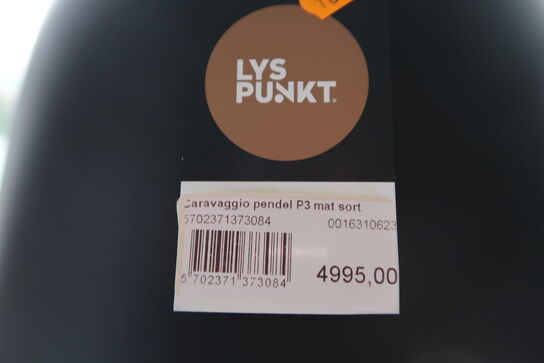 LYS
PUNKT.
Caravaggio pendel P3 mat sort
5702371373084 0016310623
4995,00
5 702371 373084